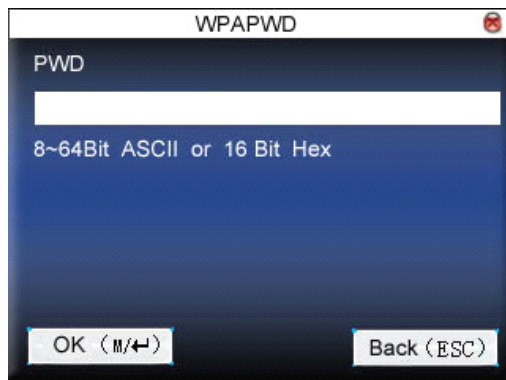 WPAPWD
PWD
8~64Bit ASCII or 16 Bit Hex
OK (M/↵) Back (ESC)